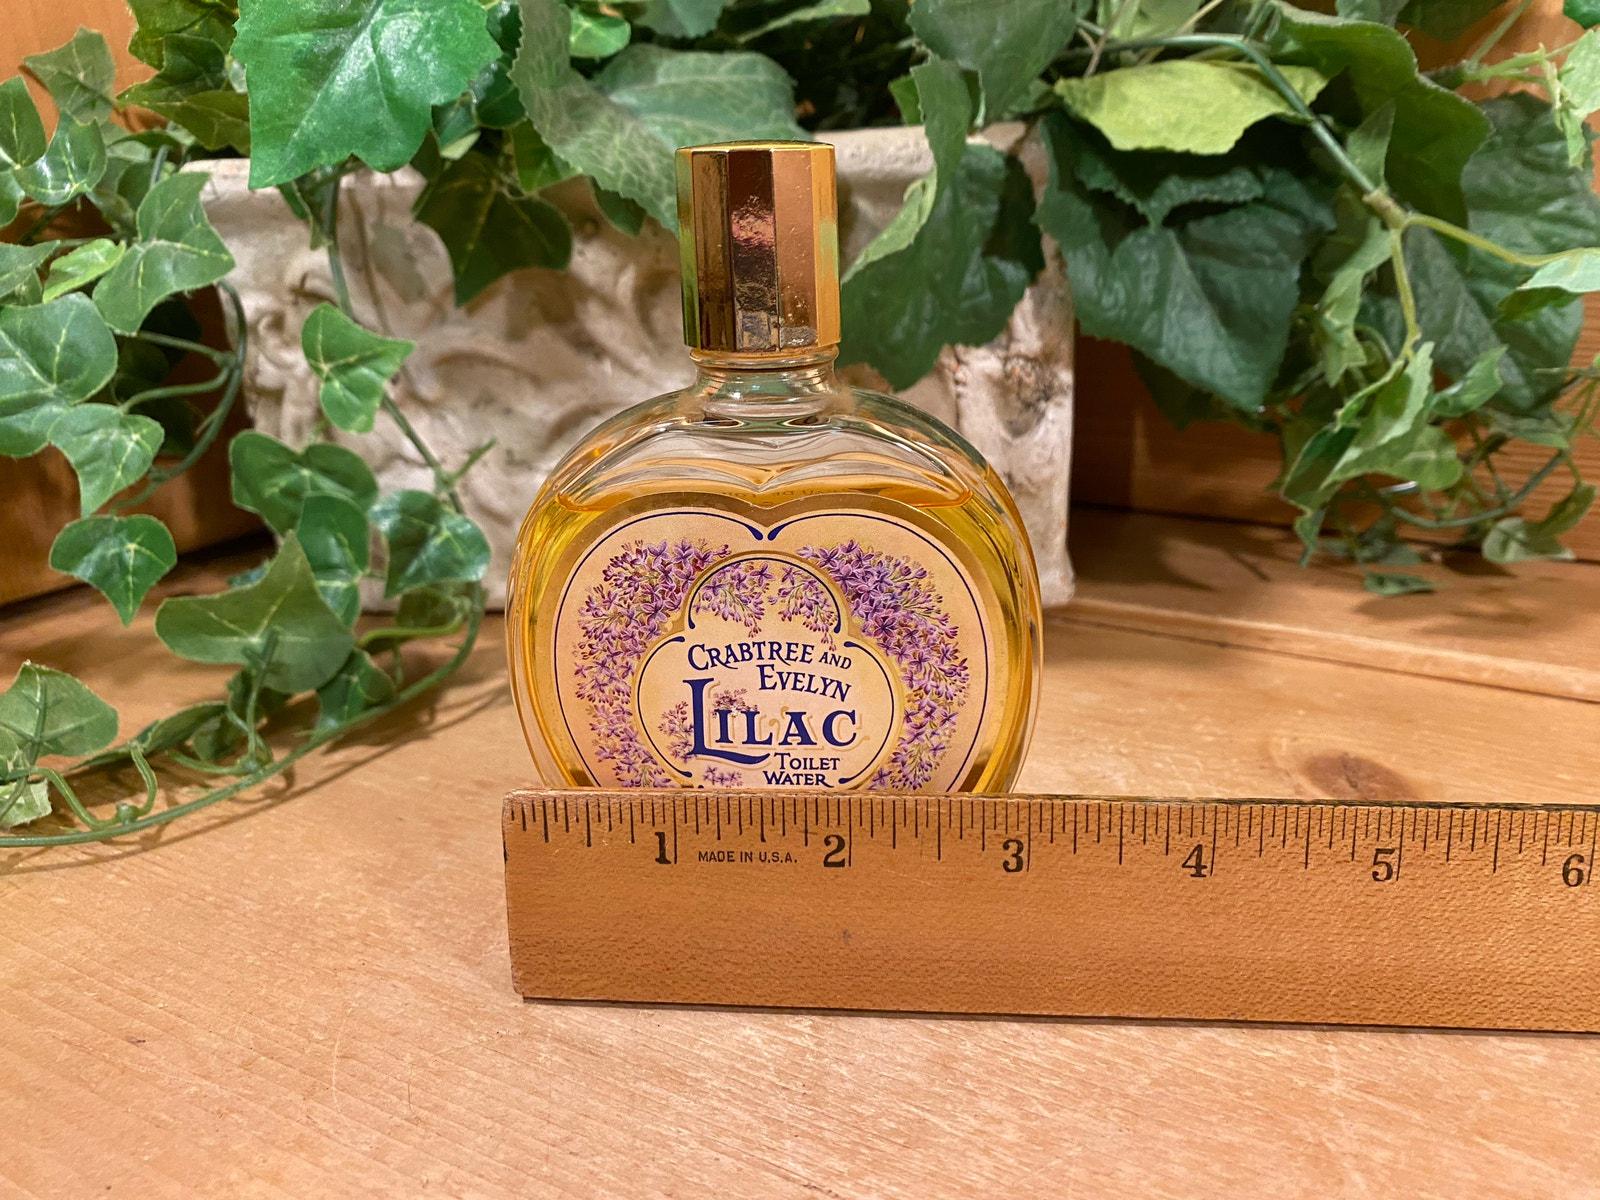 CRABTREE AND
EVELYN
LILAC
TOILET
WATER
1 2 3 4 5 6
MADE IN U.S.A.